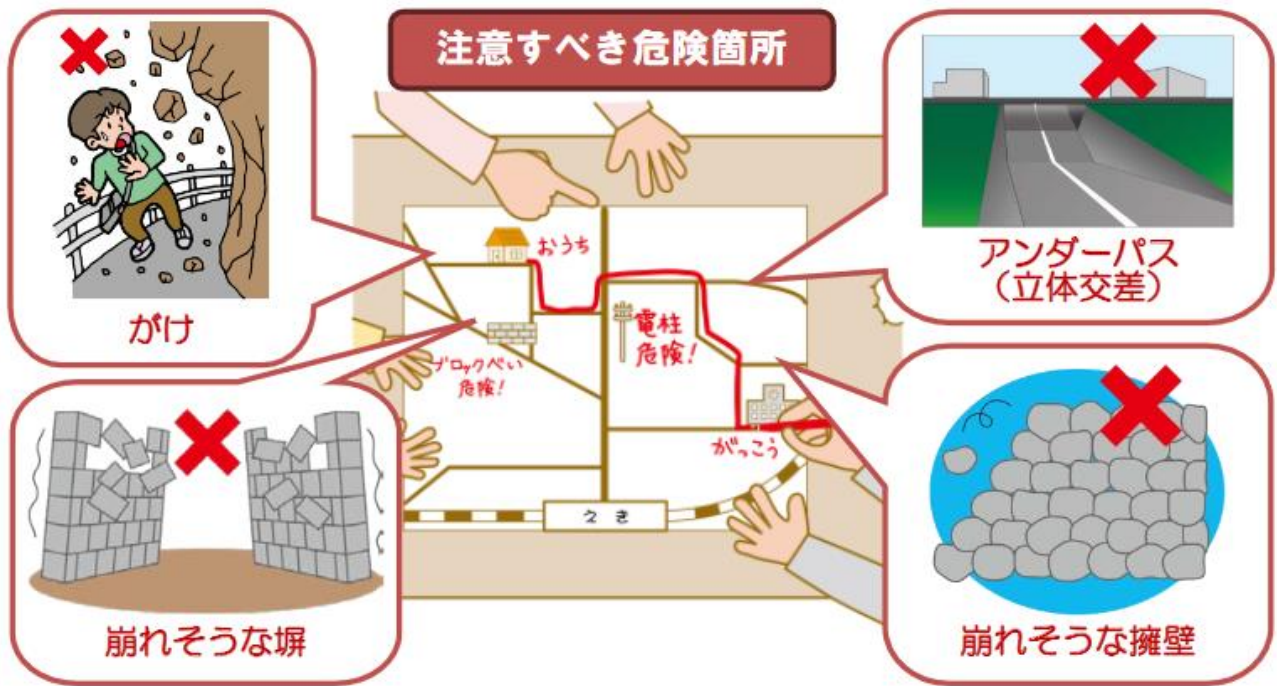 注意すべき危険箇所
がけ
アンダーパス
（立体交差）
おうち
電柱
危険！
ブロックべい
危険！
がっこう
えき
崩れそうな塀
崩れそうな擁壁